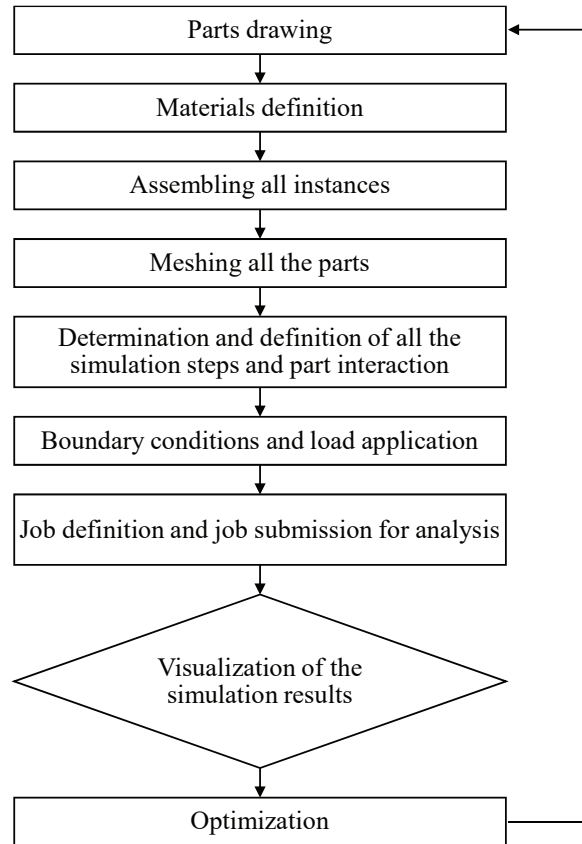 Parts drawing
Materials definition
Assembling all instances
Meshing all the parts
Determination and definition of all the
simulation steps and part interaction
Boundary conditions and load application
Job definition and job submission for analysis
Visualization of the
simulation results
Optimization